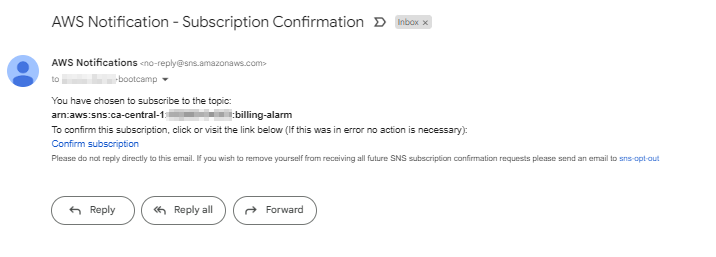 AWS Notification - Subscription Confirmation Inbox x
AWS Notifications <no-reply@sns.amazonaws.com>
to -bootcamp
You have chosen to subscribe to the topic:
arn:aws:sns:ca-central-1: :billing-alarm
To confirm this subscription, click or visit the link below (If this was in error no action is necessary):
Confirm subscription
Please do not reply directly to this email. If you wish to remove yourself from receiving all future SNS subscription confirmation requests please send an email to sns-opt-out
Reply Reply all Forward